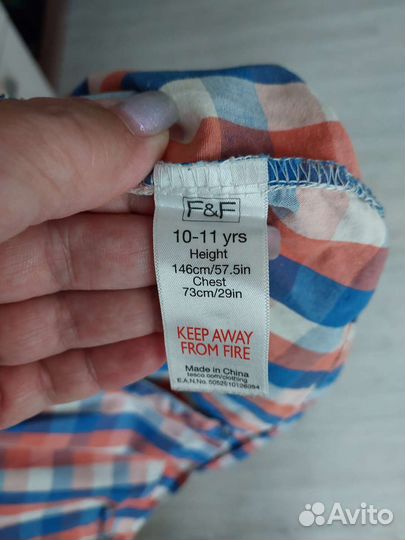 F&F
10-11 yrs
Height
146cm/57.5in
Chest
73cm/29in
KEEP AWAY
FROM FIRE
Made in China
tesco.com/clothing
E.A.N.No.
Avito